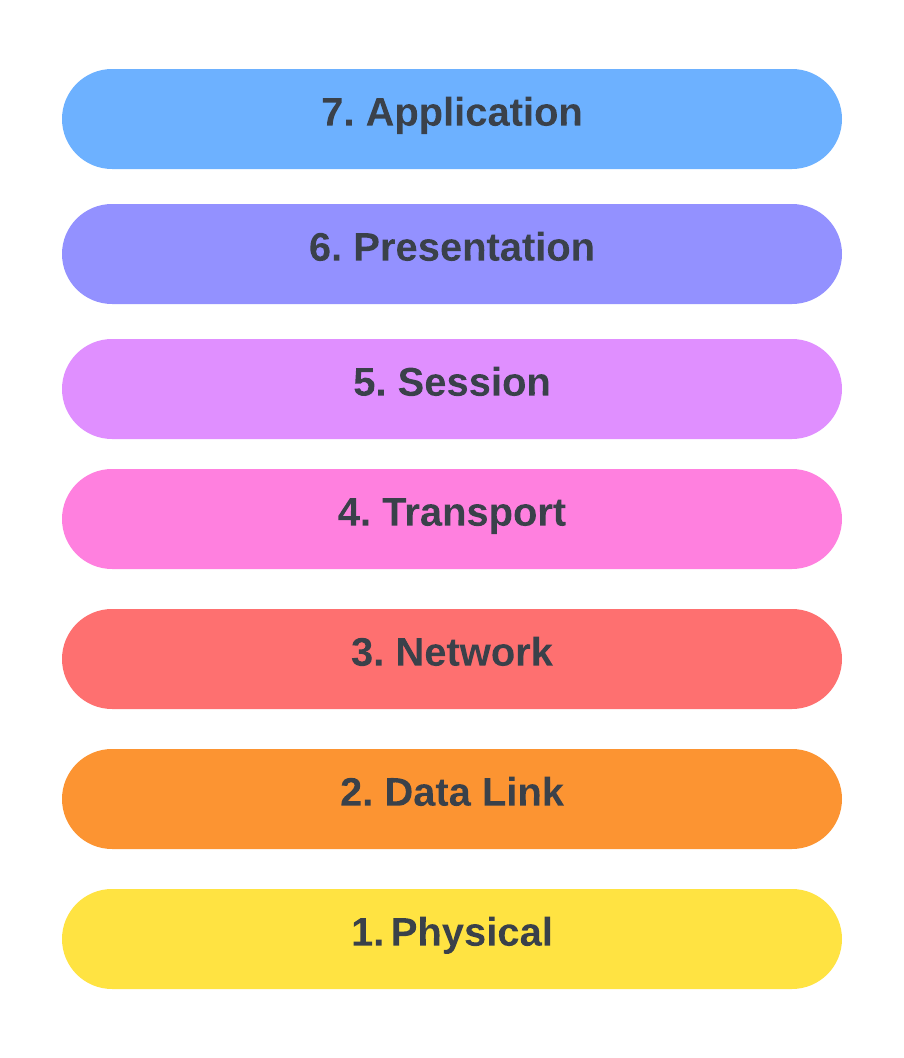 7. Application
6. Presentation
5. Session
4. Transport
3. Network
2. Data Link
1. Physical